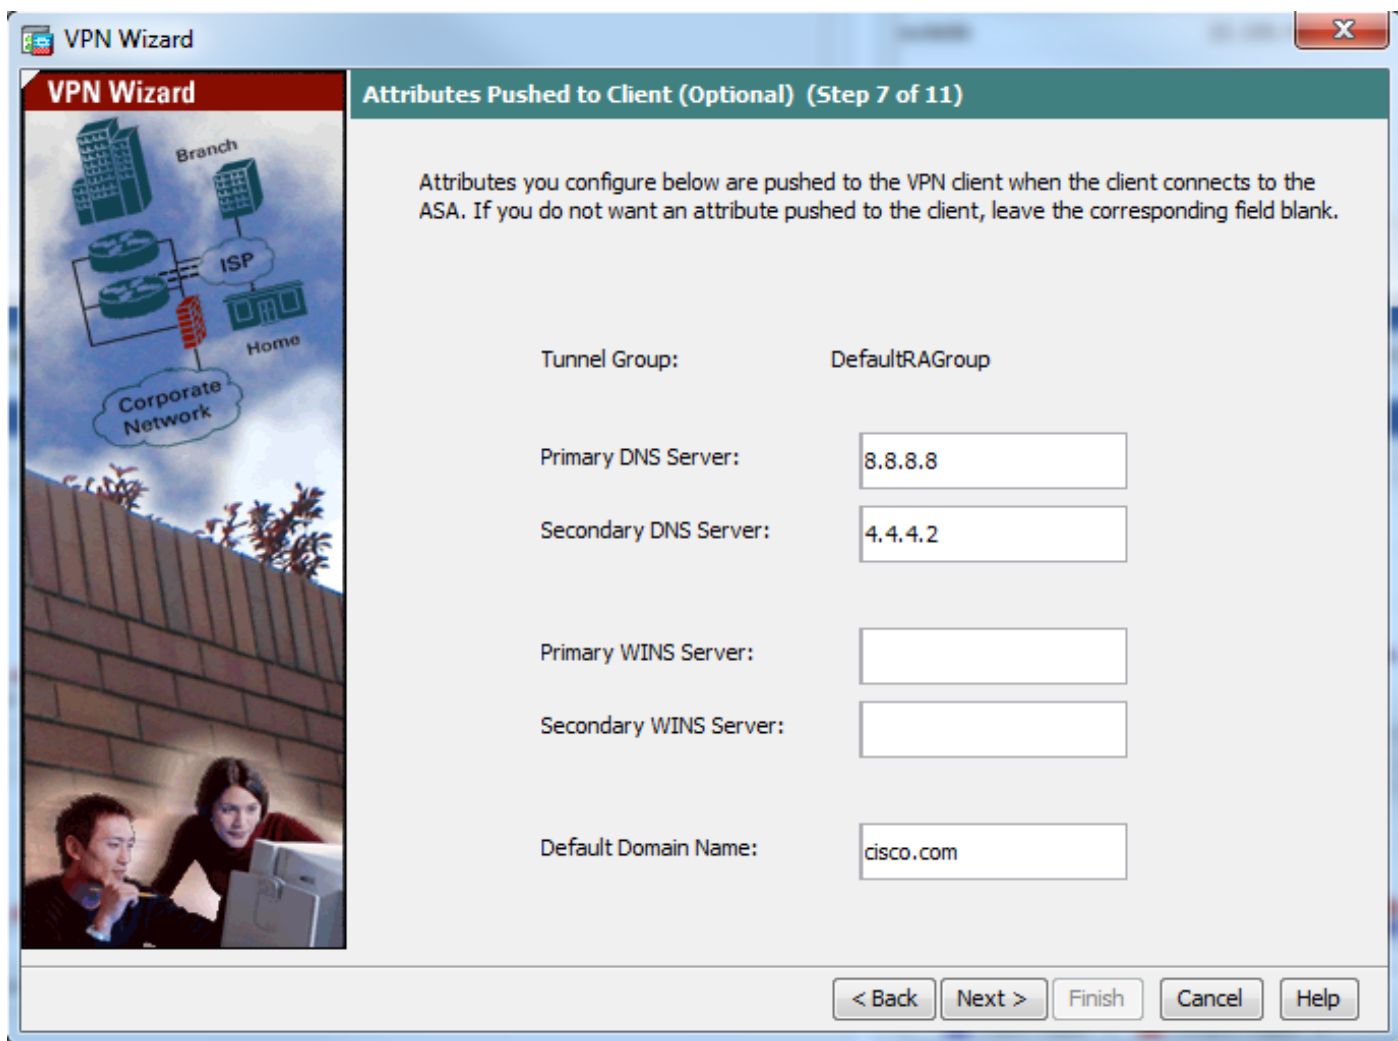 VPN Wizard
VPN Wizard
Attributes Pushed to Client (Optional) (Step 7 of 11)
Branch
ISP
Home
Corporate
Network
Attributes you configure below are pushed to the VPN client when the client connects to the
ASA. If you do not want an attribute pushed to the client, leave the corresponding field blank.
Tunnel Group: DefaultRAGroup
Primary DNS Server: 8.8.8.8
Secondary DNS Server: 4.4.4.2
Primary WINS Server:
Secondary WINS Server:
Default Domain Name: cisco.com
< Back Next > Finish Cancel Help